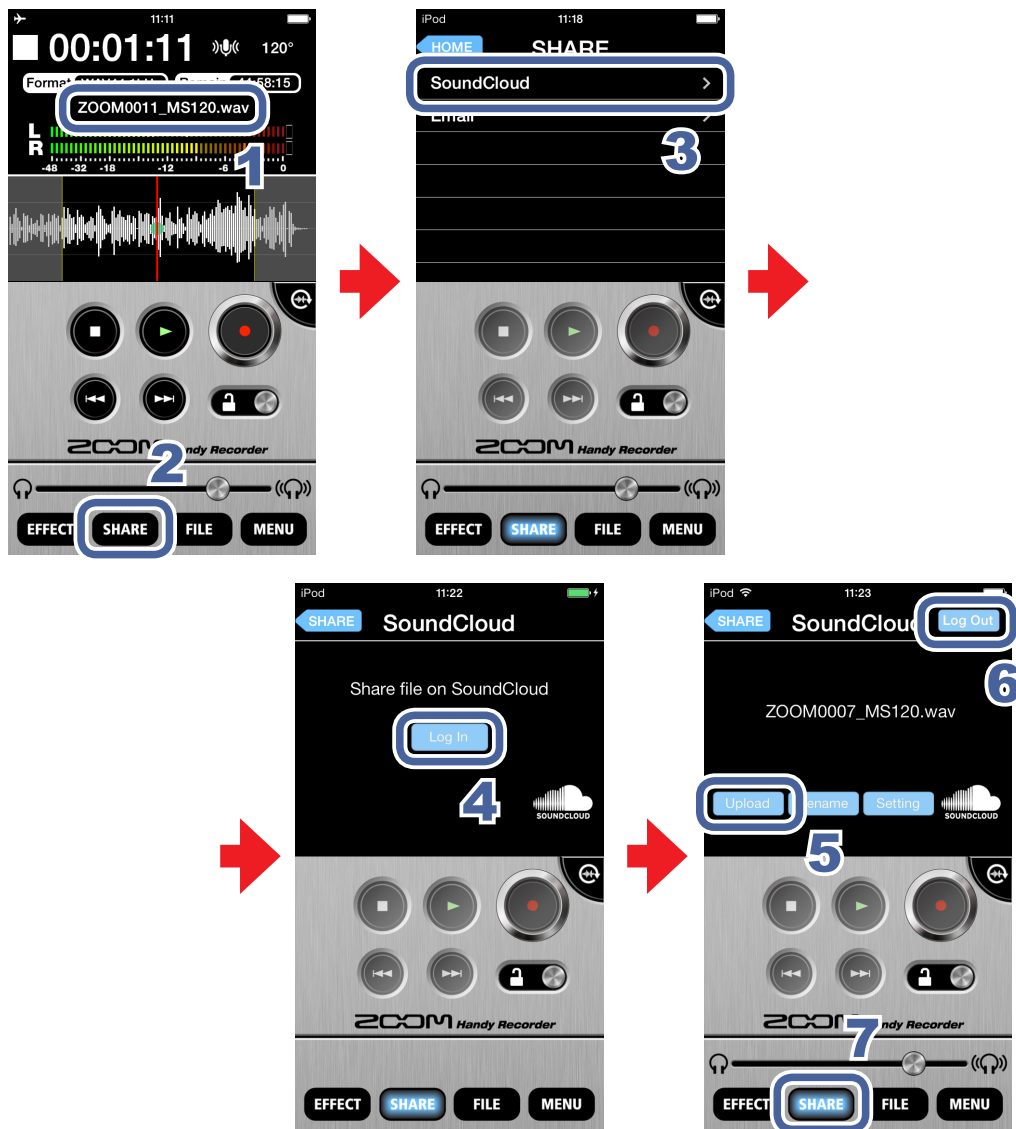 11:11
00:01:11 120°
Format Remain :58:15
ZOOM0011_MS120.wav
1
L
R
-48 -32 -18 -12 -6 0
ZOOM Handy Recorder
2
EFFECT SHARE FILE MENU
iPod 11:18
HOME SHARE
SoundCloud
Email
3
ZOOM Handy Recorder
EFFECT SHARE FILE MENU
iPod 11:22
SHARE SoundCloud
Share file on SoundCloud
Log In
4
SOUNDCLOUD
ZOOM Handy Recorder
EFFECT SHARE FILE MENU
iPod 11:23
SHARE SoundCloud Log Out
6
ZOOM0007_MS120.wav
Upload Rename Setting
SOUNDCLOUD
5
ZOOM Handy Recorder
7
EFFECT SHARE FILE MENU